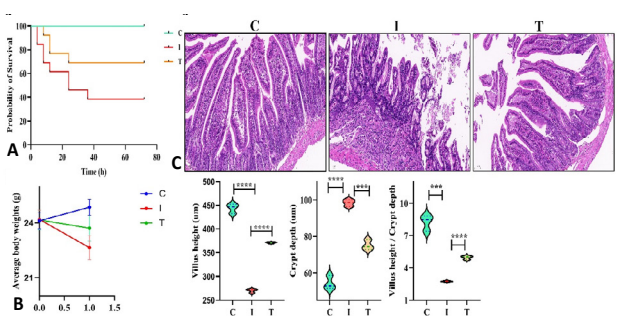 C I T
100
80
60
40
20
0
Probability of Survival
0 20 40 60 80
Time (h)
C
I
T
A
C
24
21
Average body weights (g)
0.0 0.5 1.0 1.5
C
I
T
B
450
400
350
300
250
Villus height (um)
****
****
C I T
100
80
60
Crypt depth (um)
****
***
C I T
10
7
4
1
Villus height / Crypt depth
***
****
C I T